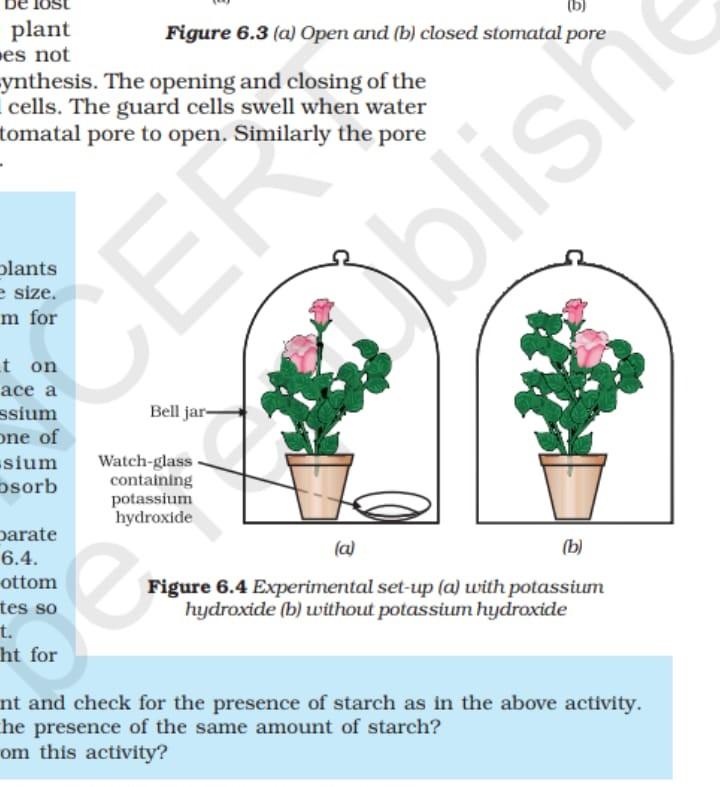 be lost
(b)
plant
Figure 6.3 (a) Open and (b) closed stomatal pore
es not
synthesis. The opening and closing of the
cells. The guard cells swell when water
tomatal pore to open. Similarly the pore
.
plants
size.
m for
t on
ace a
ssium
one of
ssium
bsorb
parate
6.4.
ottom
tes so
t.
ht for
Bell jar
Watch-glass
containing
potassium
hydroxide
(a)
(b)
Figure 6.4 Experimental set-up (a) with potassium
hydroxide (b) without potassium hydroxide
nt and check for the presence of starch as in the above activity.
he presence of the same amount of starch?
om this activity?
NCERT
be republishe